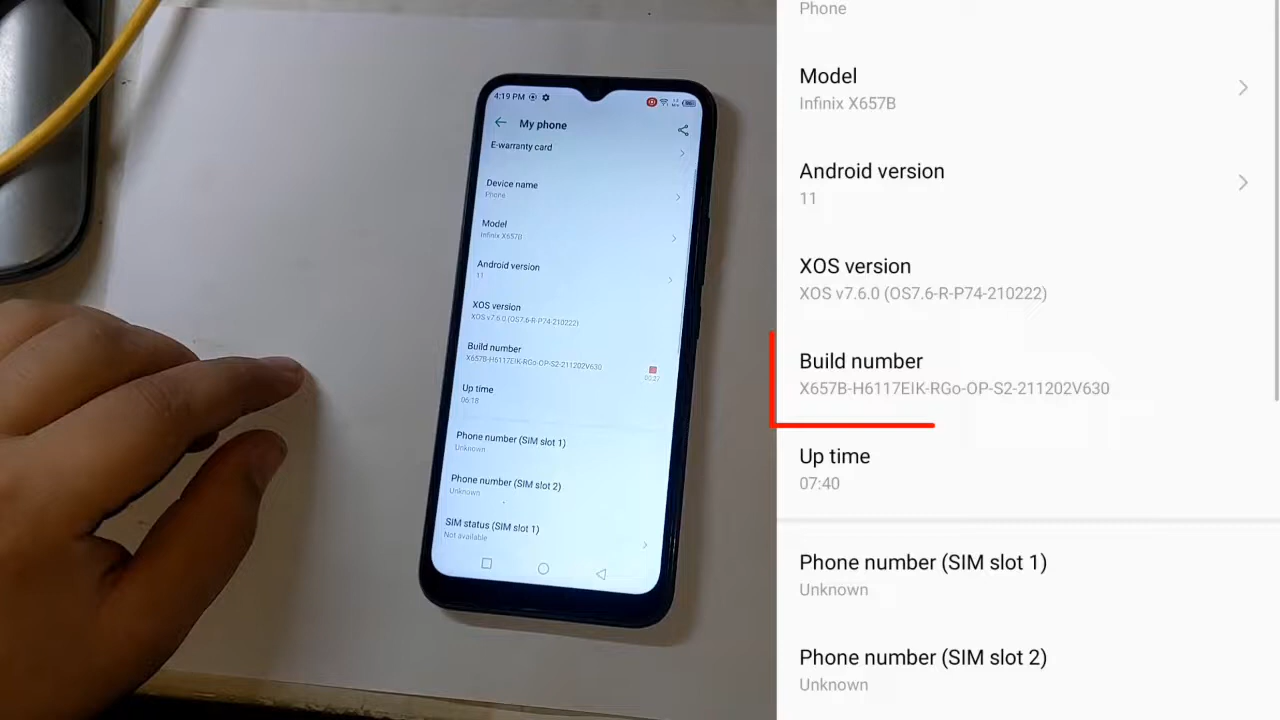 4:19 PM
My phone
E-warranty card
Device name
Phone
Model
Infinix X657B
Android version
11
XOS version
XOS v7.6.0 (OS7.6-R-P74-210222)
Build number
X657B-H6117EIK-RGo-OP-S2-211202V630
00:27
Up time
06:18
Phone number (SIM slot 1)
Unknown
Phone number (SIM slot 2)
Unknown
SIM status (SIM slot 1)
Not available
Phone
Model
Infinix X657B
Android version
11
XOS version
XOS v7.6.0 (OS7.6-R-P74-210222)
Build number
X657B-H6117EIK-RGo-OP-S2-211202V630
Up time
07:40
Phone number (SIM slot 1)
Unknown
Phone number (SIM slot 2)
Unknown